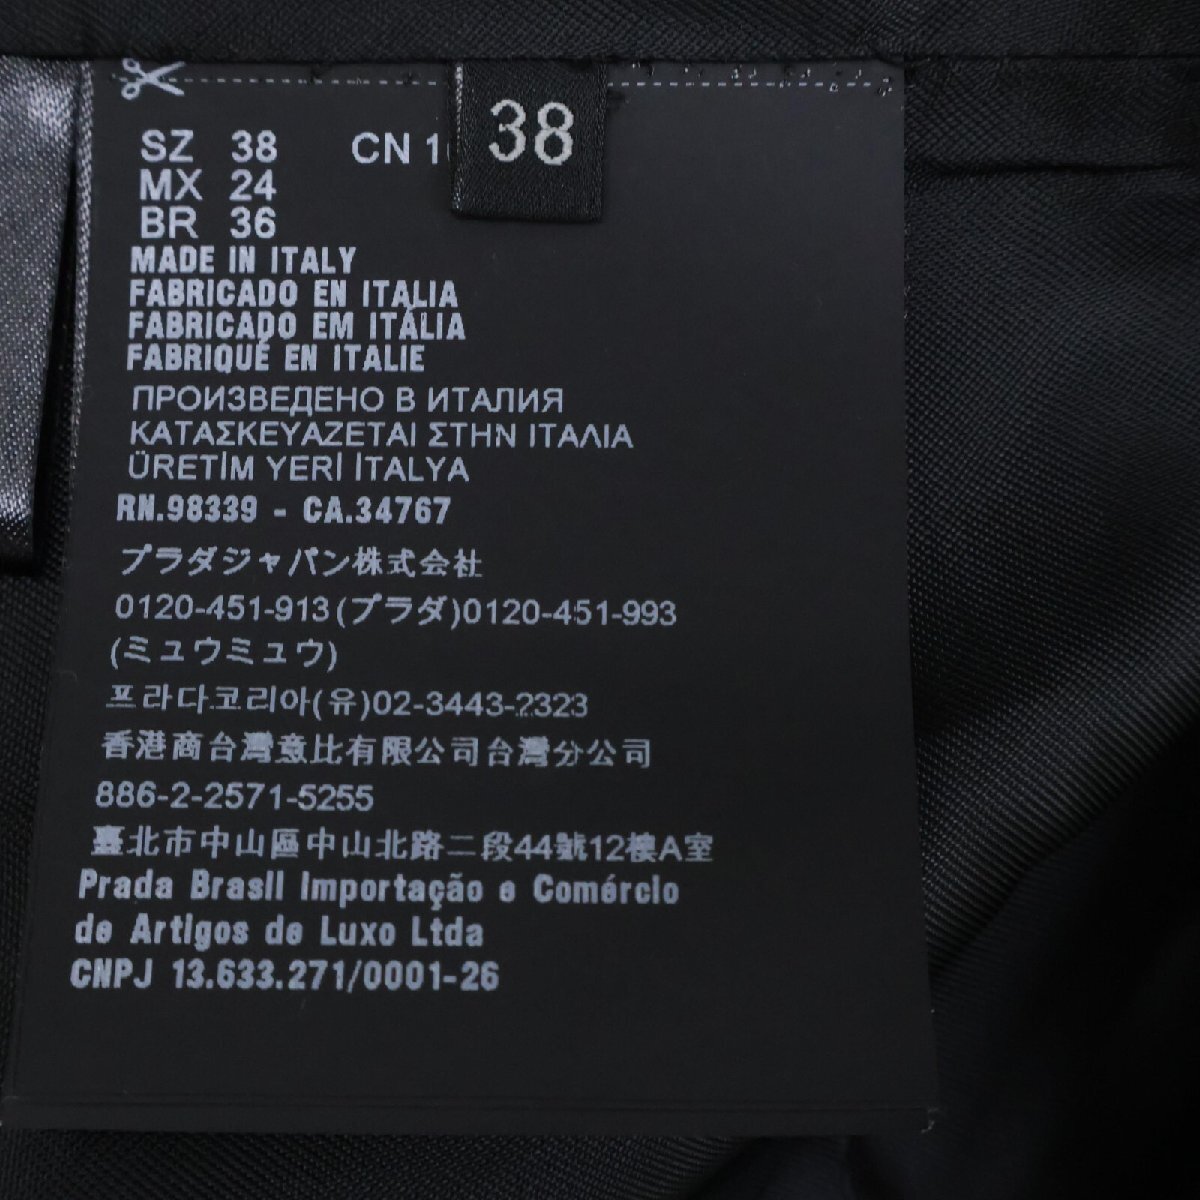 SZ 38 CN 38
MX 24
BR 36
MADE IN ITALY
FABRICADO EN ITALIA
FABRICADO EM ITÁLIA
FABRIQUÉ EN ITALIE
ПРОИЗВЕДЕНО В ИТАЛИЯ
ΚΑΤΑΣΚΕΥΑΖΕΤΑΙ ΣΤΗΝ ΙΤΑΛΙΑ
ÜRETİM YERİ İTALYA
RN.98339 - CA.34767
プラダジャパン株式会社
0120-451-913(プラダ)0120-451-993
(ミュウミュウ)
프라다코리아(유)02-3443-2323
香港商台灣意比有限公司台灣分公司
886-2-2571-5255
臺北市中山區中山北路二段44號12樓A室
Prada Brasil Importação e Comércio
de Artigos de Luxo Ltda
CNPJ 13.633.271/0001-26